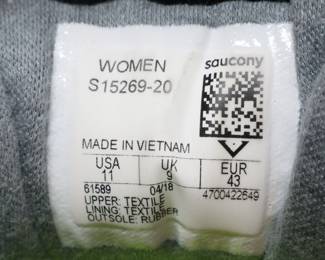 WOMEN
saucony
S15269-20
MADE IN VIETNAM
USA UK EUR
11 9 43
61589 04/18 4700422649
UPPER: TEXTILE
LINING: TEXTILE
OUTSOLE: RUBBER